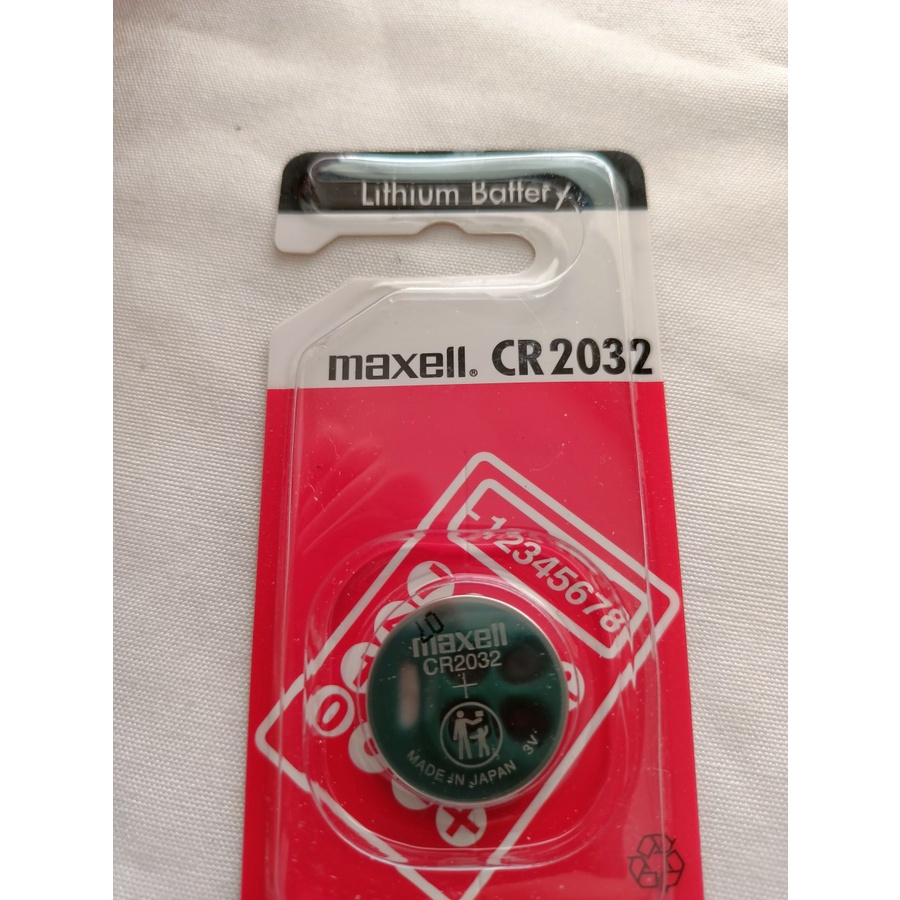 Lithium Battery
maxell® CR2032
-12345678
maxell
CR2032
+
MADE IN JAPAN 3V